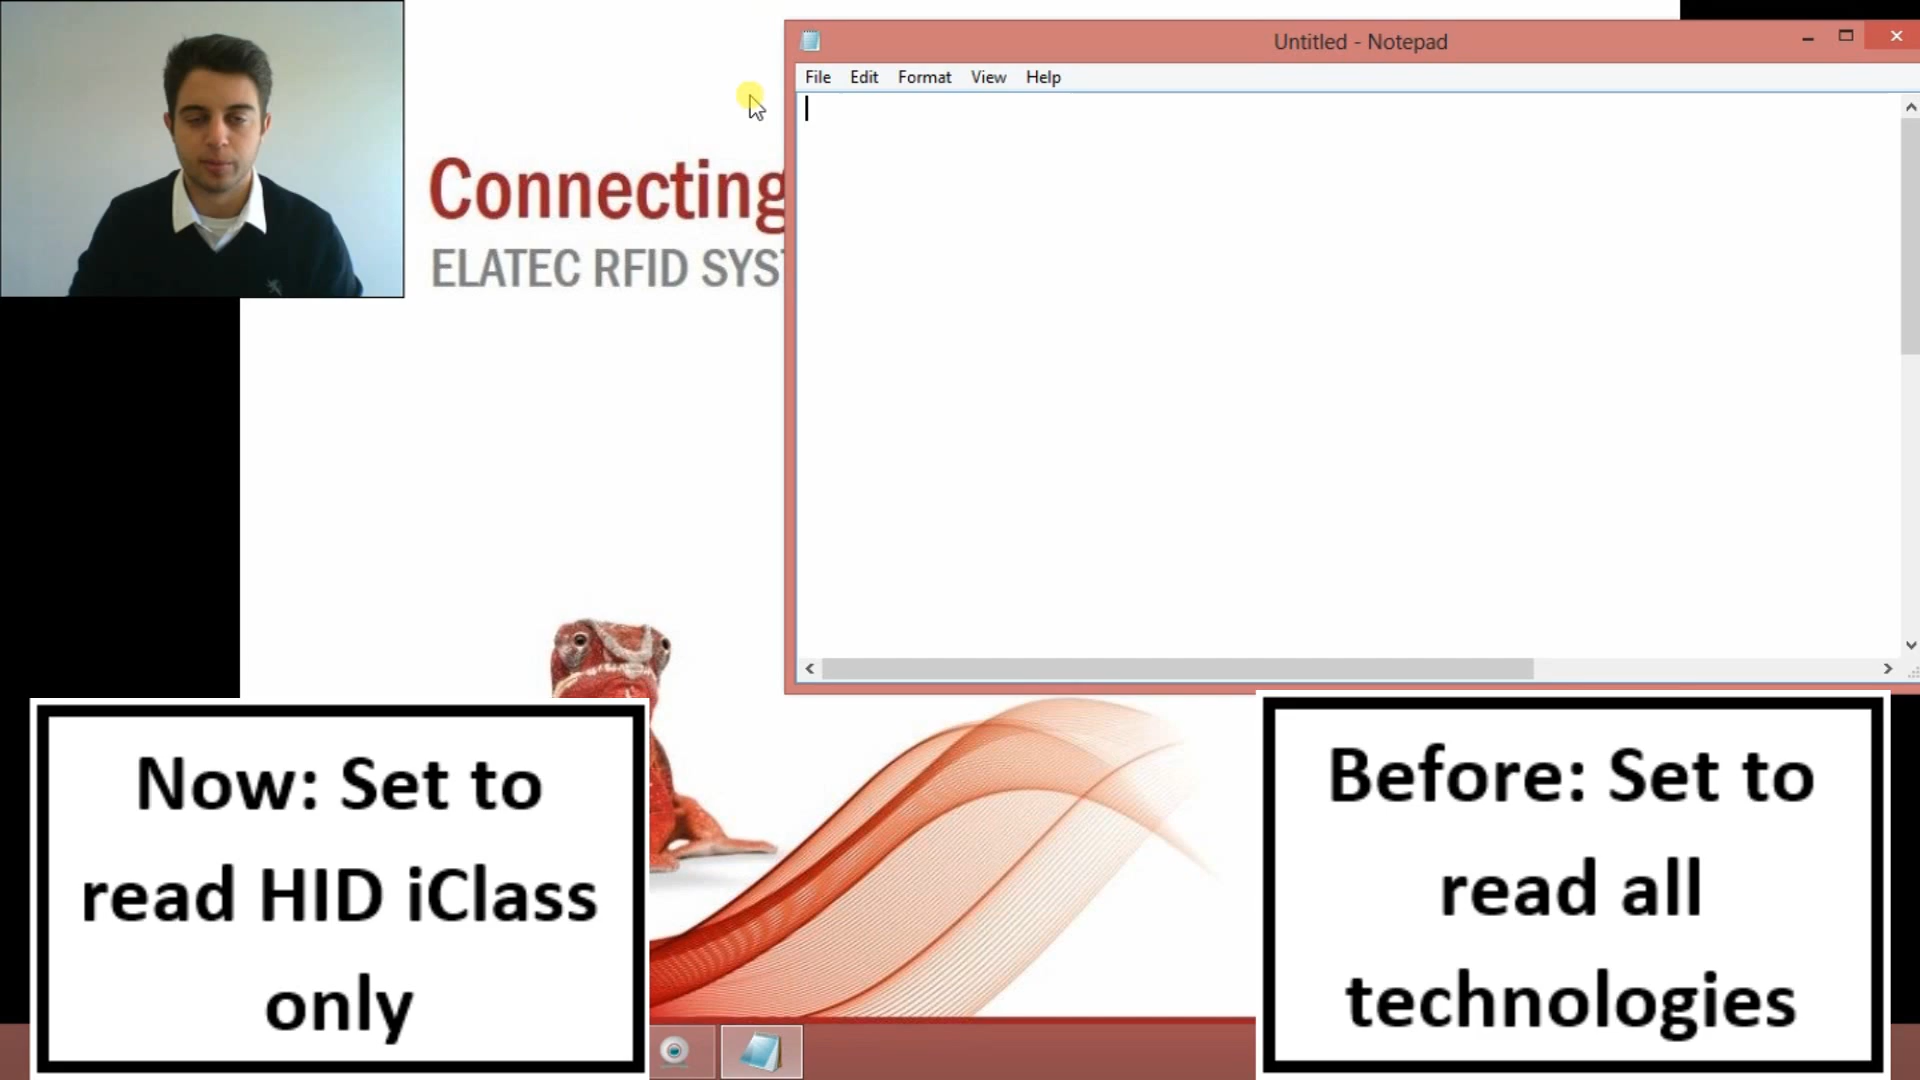 Untitled - Notepad
File Edit Format View Help
Connecting
ELATEC RFID SYS
Now: Set to
read HID iClass
only
Before: Set to
read all
technologies